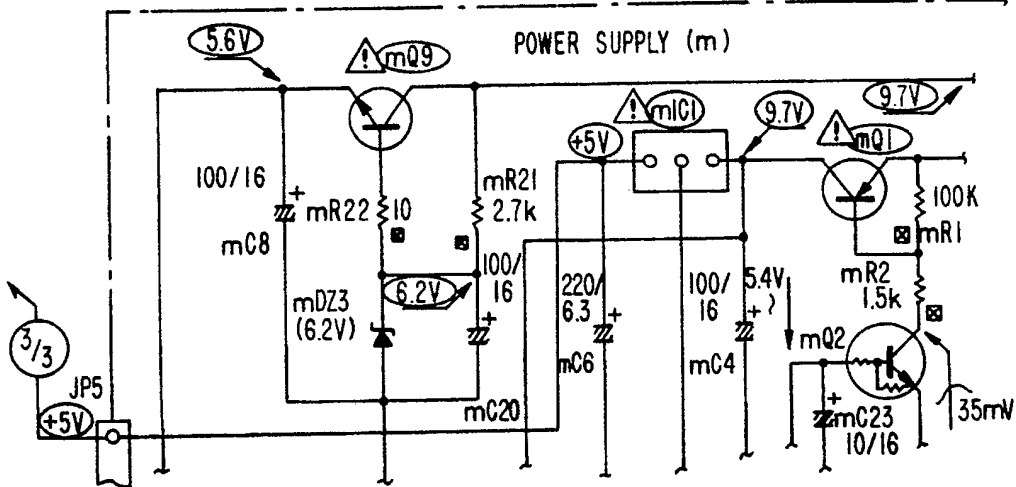 POWER SUPPLY (m)
5.6V
! mQ9
9.7V
! mIC1
9.7V
! mQ1
+5V
100/16
+
mC8
mR22
10
mR21
2.7k
100K
mR1
mDZ3
(6.2V)
6.2V
100/
16
+
mC20
220/
6.3
+
mC6
100/
16
+
mC4
5.4V
~
mR2
1.5k
mQ2
+
mC23
10/16
35mV
3/3
JP5
+5V